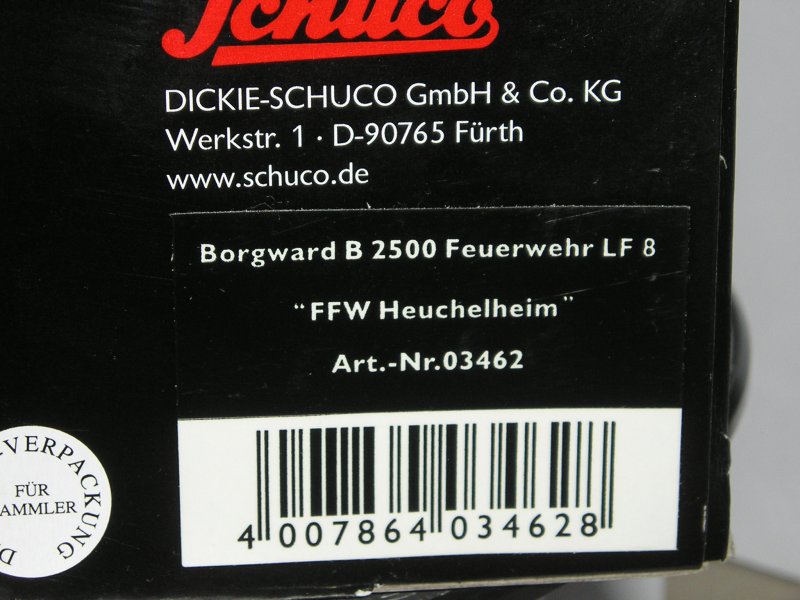 Schuco
DICKIE-SCHUCO GmbH & Co. KG
Werkstr. 1 · D-90765 Fürth
www.schuco.de
Borgward B 2500 Feuerwehr LF 8
“FFW Heuchelheim”
Art.-Nr.03462
VERPACKUNG
FÜR
AMMLER
4 007864 034628